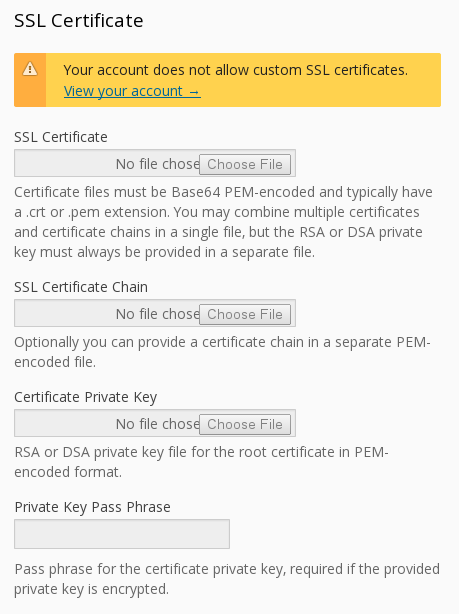 SSL Certificate
Your account does not allow custom SSL certificates.
View your account →
SSL Certificate
No file chose Choose File
Certificate files must be Base64 PEM-encoded and typically have
a .crt or .pem extension. You may combine multiple certificates
and certificate chains in a single file, but the RSA or DSA private
key must always be provided in a separate file.
SSL Certificate Chain
No file chose Choose File
Optionally you can provide a certificate chain in a separate PEM-
encoded file.
Certificate Private Key
No file chose Choose File
RSA or DSA private key file for the root certificate in PEM-
encoded format.
Private Key Pass Phrase
Pass phrase for the certificate private key, required if the provided
private key is encrypted.